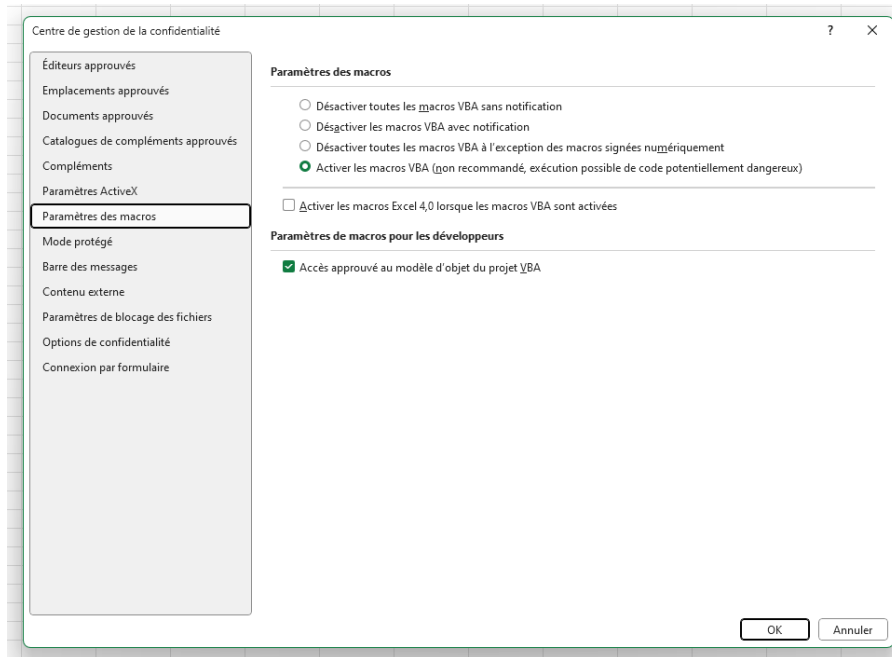 Centre de gestion de la confidentialité
?
Éditeurs approuvés
Emplacements approuvés
Documents approuvés
Catalogues de compléments approuvés
Compléments
Paramètres ActiveX
Paramètres des macros
Mode protégé
Barre des messages
Contenu externe
Paramètres de blocage des fichiers
Options de confidentialité
Connexion par formulaire
Paramètres des macros
Désactiver toutes les macros VBA sans notification
Désactiver les macros VBA avec notification
Désactiver toutes les macros VBA à l'exception des macros signées numériquement
Activer les macros VBA (non recommandé, exécution possible de code potentiellement dangereux)
Activer les macros Excel 4,0 lorsque les macros VBA sont activées
Paramètres de macros pour les développeurs
Accès approuvé au modèle d'objet du projet VBA
OK
Annuler